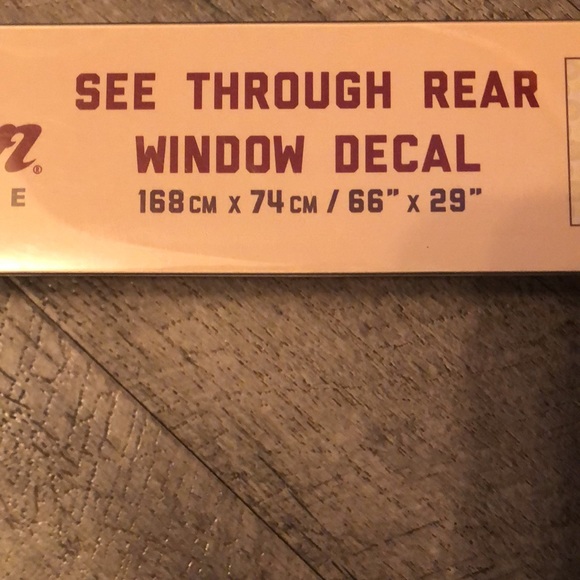 SEE THROUGH REAR
WINDOW DECAL
168CM X 74CM / 66" X 29"
®
E